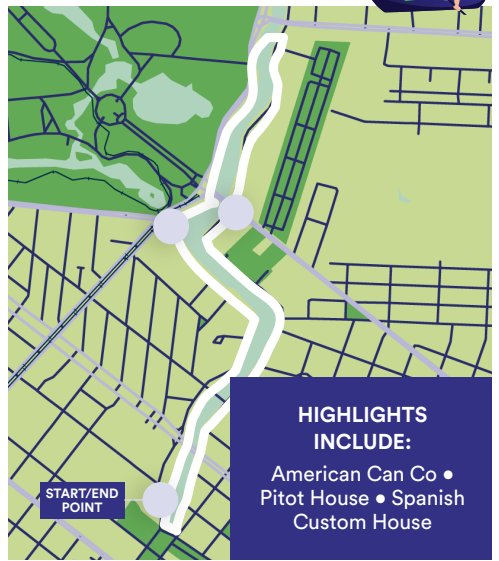 START/END
POINT
HIGHLIGHTS
INCLUDE:
American Can Co ●
Pitot House ● Spanish
Custom House